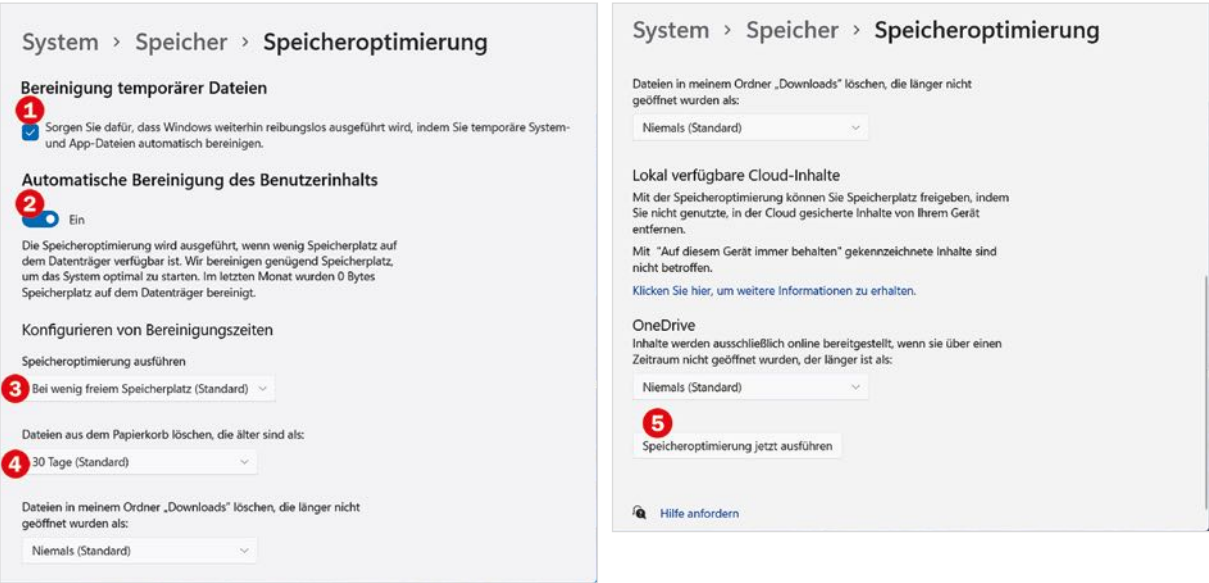 System > Speicher > Speicheroptimierung
Bereinigung temporärer Dateien
1
Sorgen Sie dafür, dass Windows weiterhin reibungslos ausgeführt wird, indem Sie temporäre System-
und App-Dateien automatisch bereinigen.
Automatische Bereinigung des Benutzerinhalts
2
Ein
Die Speicheroptimierung wird ausgeführt, wenn wenig Speicherplatz auf
dem Datenträger verfügbar ist. Wir bereinigen genügend Speicherplatz,
um das System optimal zu starten. Im letzten Monat wurden 0 Bytes
Speicherplatz auf dem Datenträger bereinigt.
Konfigurieren von Bereinigungszeiten
Speicheroptimierung ausführen
3 Bei wenig freiem Speicherplatz (Standard)
Dateien aus dem Papierkorb löschen, die älter sind als:
4 30 Tage (Standard)
Dateien in meinem Ordner „Downloads" löschen, die länger nicht
geöffnet wurden als:
Niemals (Standard)
System > Speicher > Speicheroptimierung
Dateien in meinem Ordner „Downloads" löschen, die länger nicht
geöffnet wurden als:
Niemals (Standard)
Lokal verfügbare Cloud-Inhalte
Mit der Speicheroptimierung können Sie Speicherplatz freigeben, indem
Sie nicht genutzte, in der Cloud gesicherte Inhalte von Ihrem Gerät
entfernen.
Mit "Auf diesem Gerät immer behalten" gekennzeichnete Inhalte sind
nicht betroffen.
Klicken Sie hier, um weitere Informationen zu erhalten.
OneDrive
Inhalte werden ausschließlich online bereitgestellt, wenn sie über einen
Zeitraum nicht geöffnet wurden, der länger ist als:
Niemals (Standard)
5
Speicheroptimierung jetzt ausführen
Hilfe anfordern